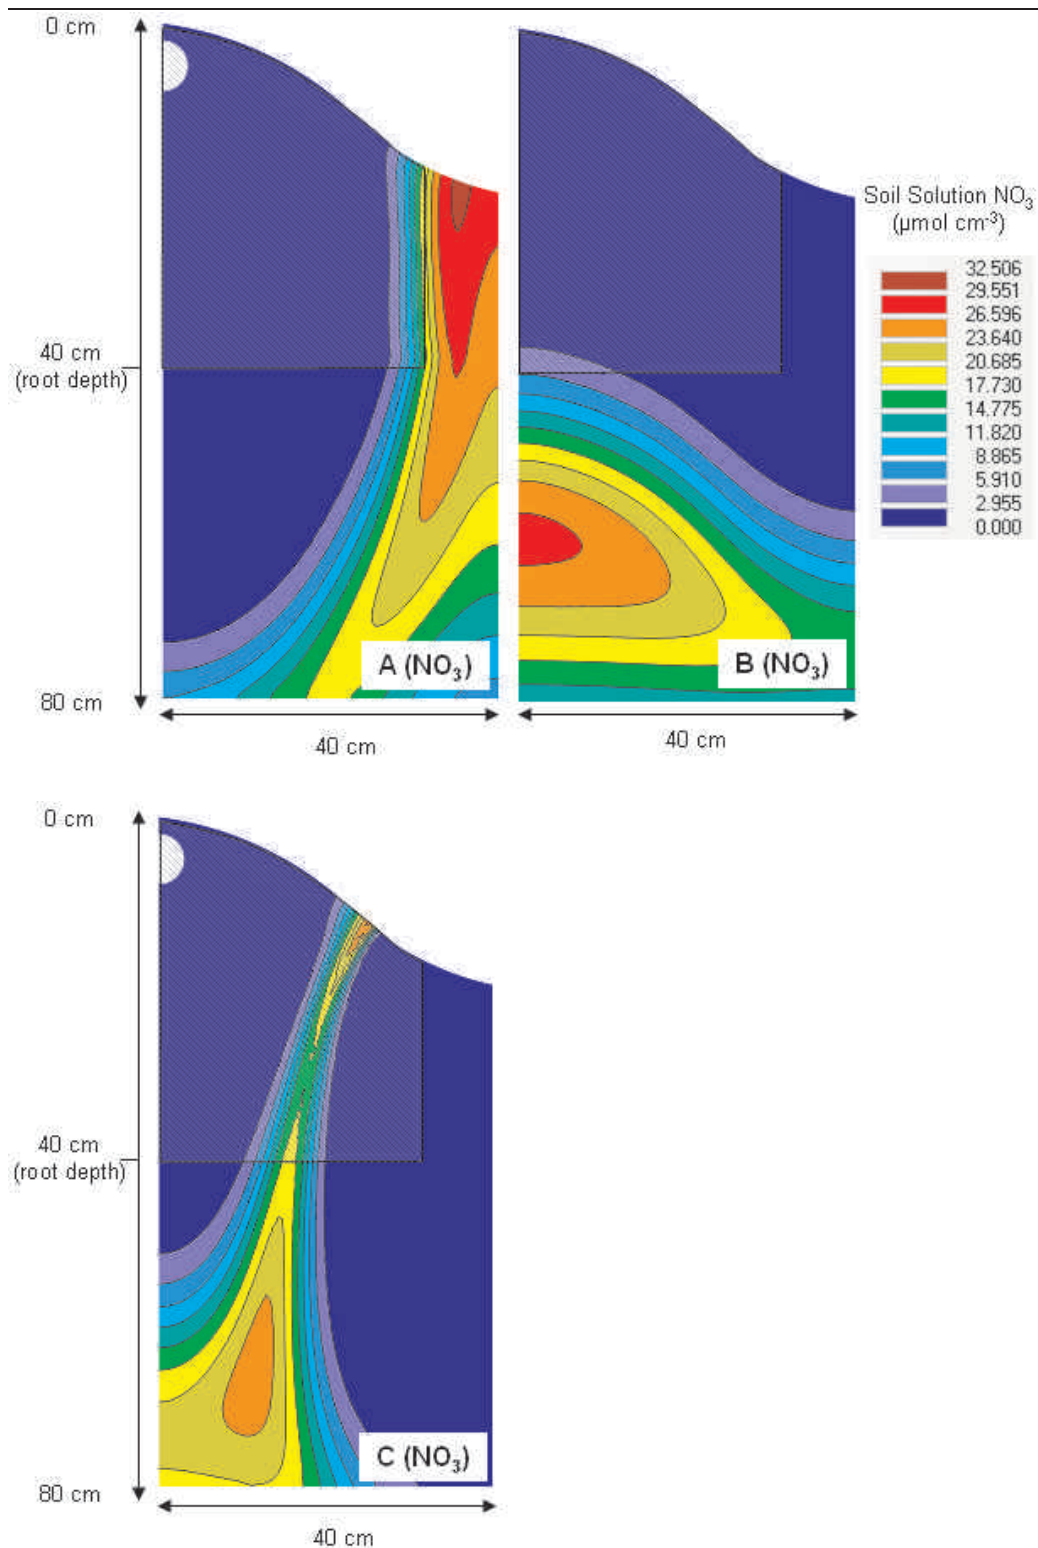 0 cm
40 cm
(root depth)
80 cm
A (NO₃)
40 cm
B (NO₃)
40 cm
Soil Solution NO₃
(µmol cm⁻³)
32.506
29.551
26.596
23.640
20.685
17.730
14.775
11.820
8.865
5.910
2.955
0.000
0 cm
40 cm
(root depth)
80 cm
C (NO₃)
40 cm